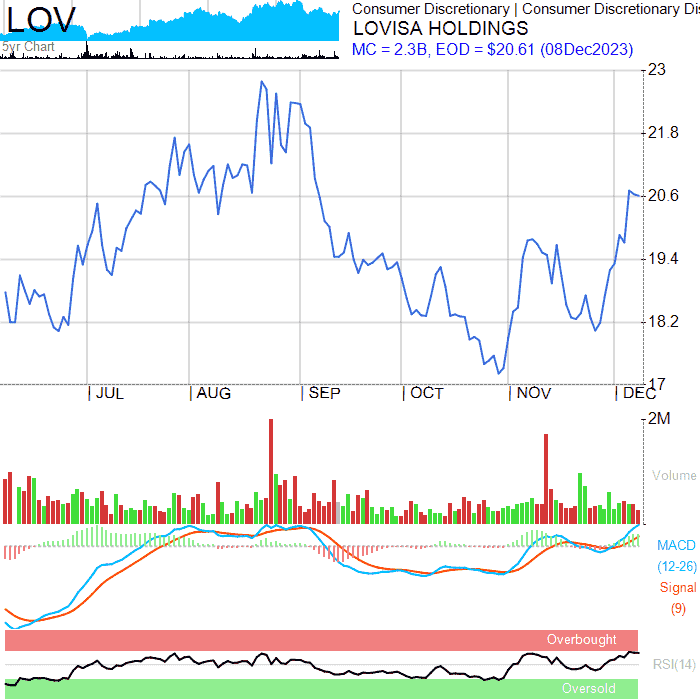 LOV
5yr Chart
Consumer Discretionary | Consumer Discretionary Dis
LOVISA HOLDINGS
MC = 2.3B, EOD = $20.61 (08Dec2023)
23
21.8
20.6
19.4
18.2
17
JUL
AUG
SEP
OCT
NOV
DEC
2M
Volume
MACD
(12-26)
Signal
(9)
Overbought
RSI(14)
Oversold